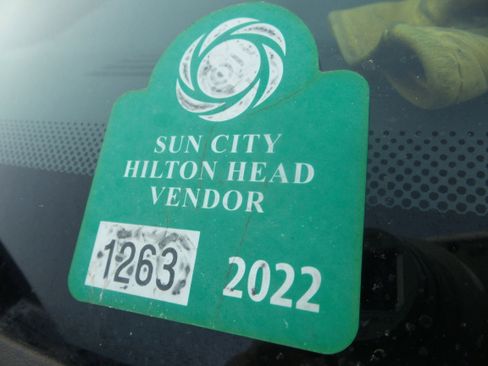 SUN CITY
HILTON HEAD
VENDOR
1263 2022